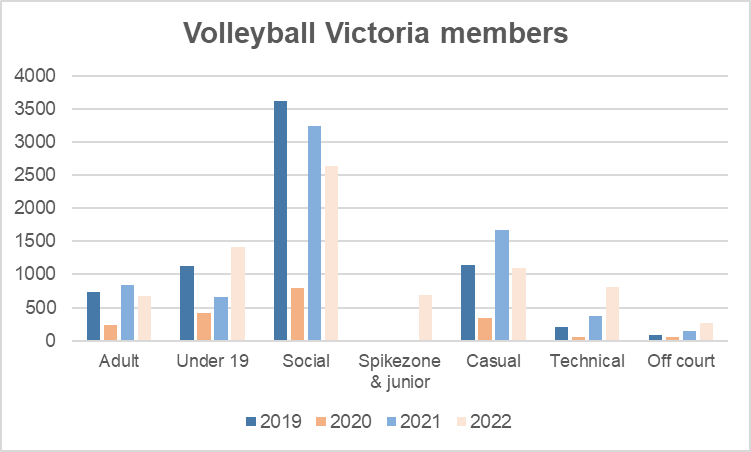 Volleyball Victoria members
4000
3500
3000
2500
2000
1500
1000
500
0
Adult
Under 19
Social
Spikezone
& junior
Casual
Technical
Off court
2019
2020
2021
2022